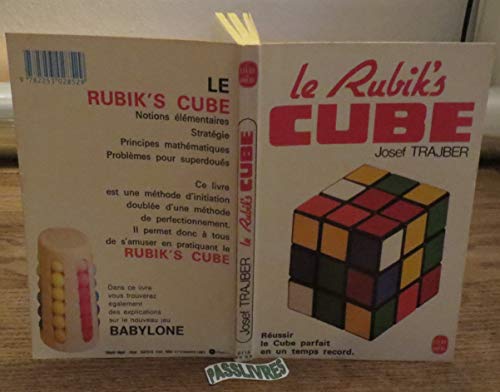 9 782253 028529
LE
RUBIK'S CUBE
Notions élémentaires
Stratégie
Principes mathématiques
Problèmes pour superdoués
Ce livre
est une méthode d'initiation
doublée d'une méthode
de perfectionnement.
Il permet donc à tous
de s'amuser en pratiquant le
RUBIK'S CUBE
Dans ce livre
vous trouverez
également
des explications
sur le nouveau jeu
BABYLONE
Josef TRAJBER le Rubik's CUBE
le Rubik's
CUBE
Josef TRAJBER
Réussir
le Cube parfait
en un temps record.
PASSLIVRES